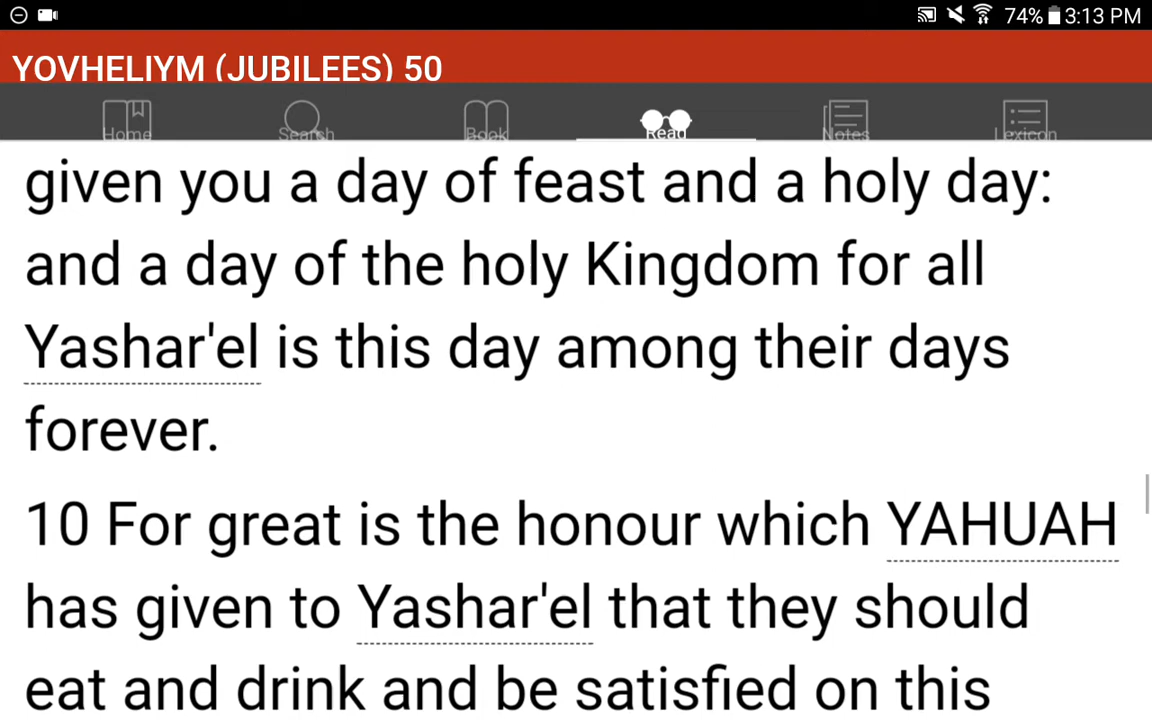 74% 3:13 PM
YOVHELIYM (JUBILEES) 50
Home Search Book Read Notes Lexicon
given you a day of feast and a holy day:
and a day of the holy Kingdom for all
Yashar'el is this day among their days
forever.
10 For great is the honour which YAHUAH
has given to Yashar'el that they should
eat and drink and be satisfied on this